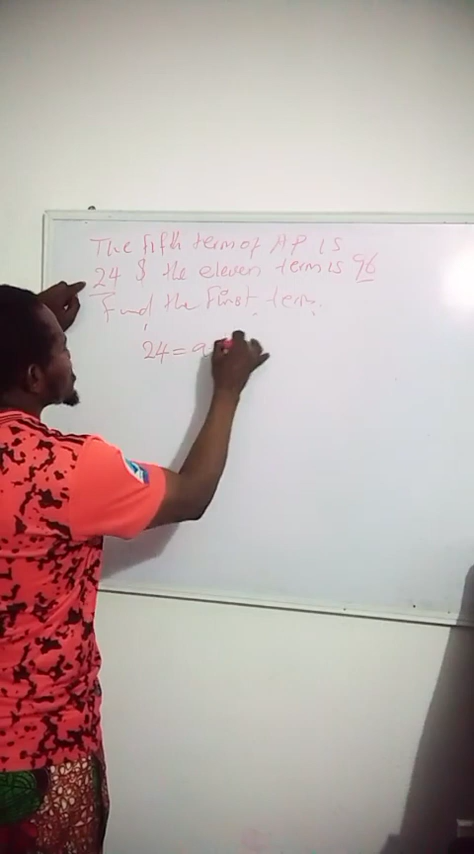 The fifth term of AP is
24 & the eleven term is 96
find the first term.
24 = a